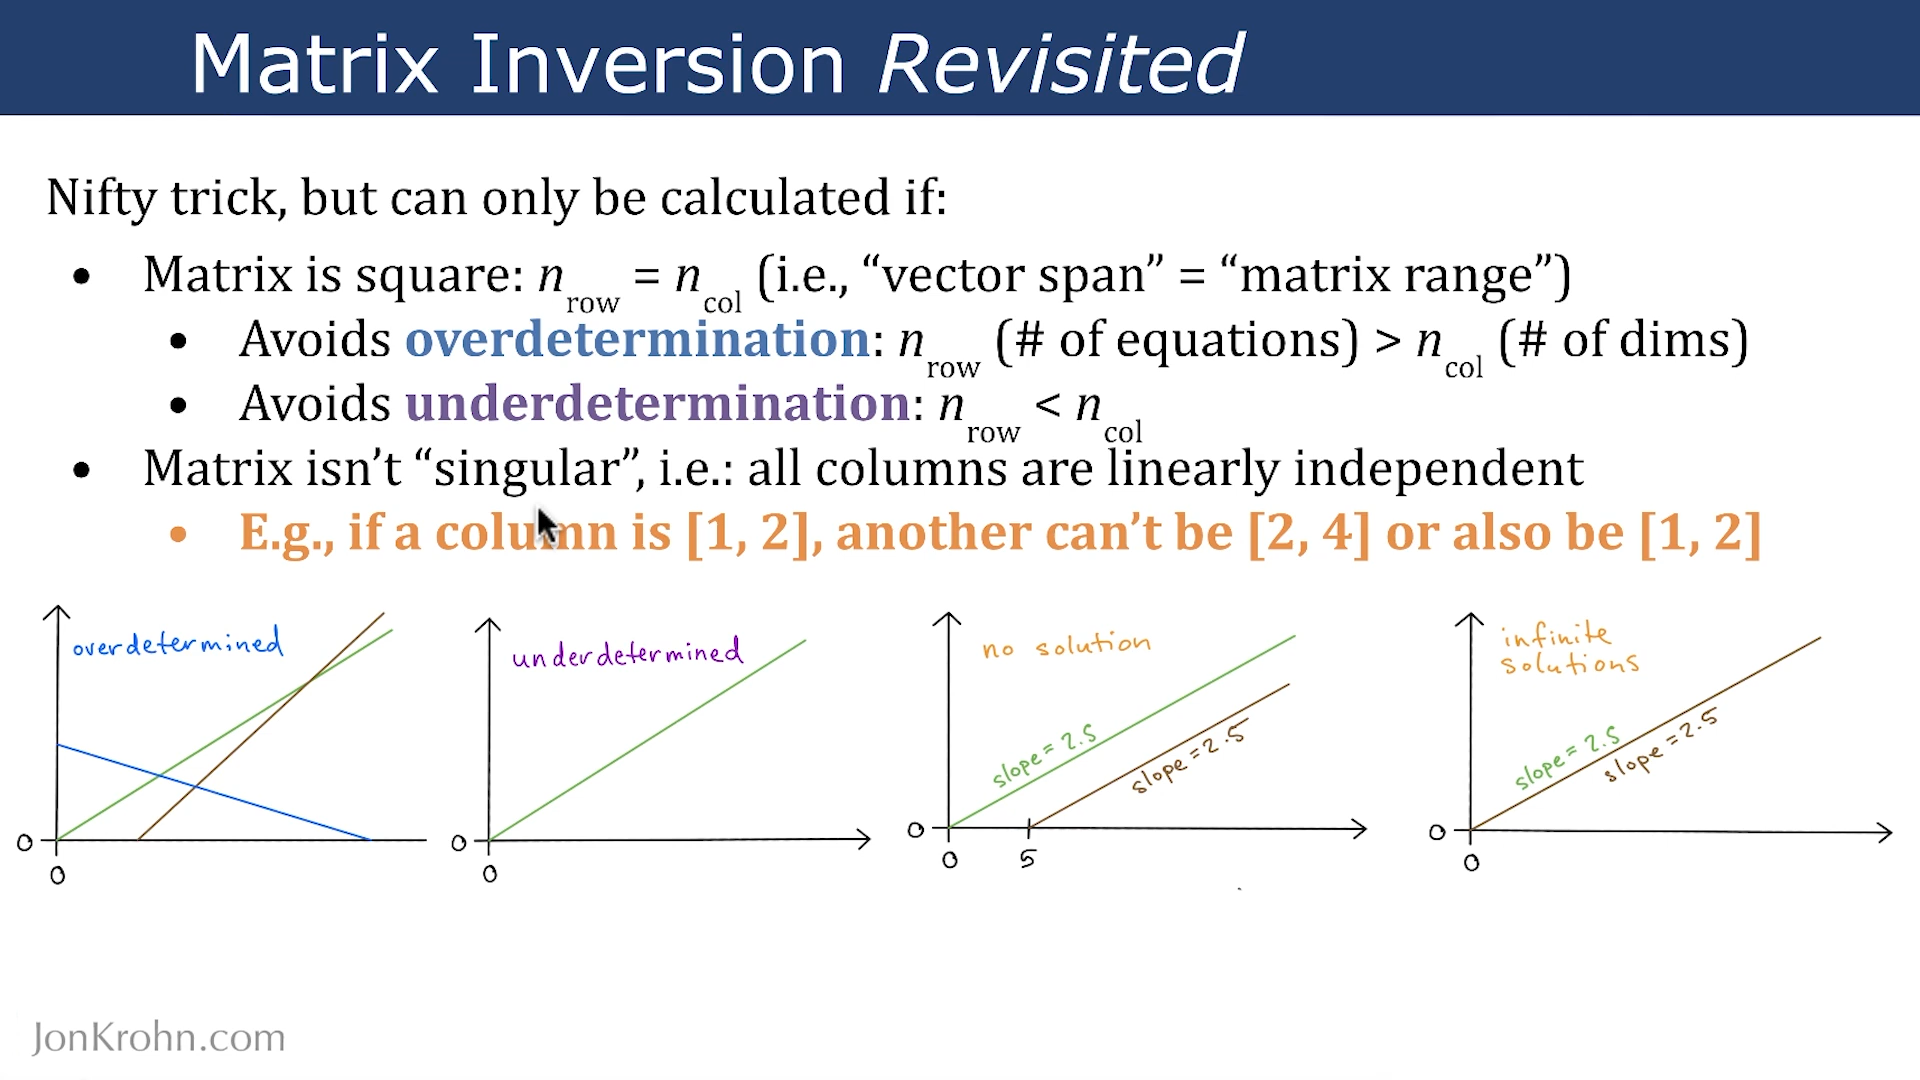 Matrix Inversion Revisited
Nifty trick, but can only be calculated if:
• Matrix is square: n row = n col (i.e., “vector span” = “matrix range”)
• Avoids overdetermination: n row (# of equations) > n col (# of dims)
• Avoids underdetermination: n row < n col
• Matrix isn’t “singular”, i.e.: all columns are linearly independent
• E.g., if a column is [1, 2], another can’t be [2, 4] or also be [1, 2]
overdetermined
0
0
underdetermined
0
0
no solution
slope = 2.5
slope = 2.5
0
0
5
infinite
solutions
slope = 2.5
slope = 2.5
0
0
JonKrohn.com